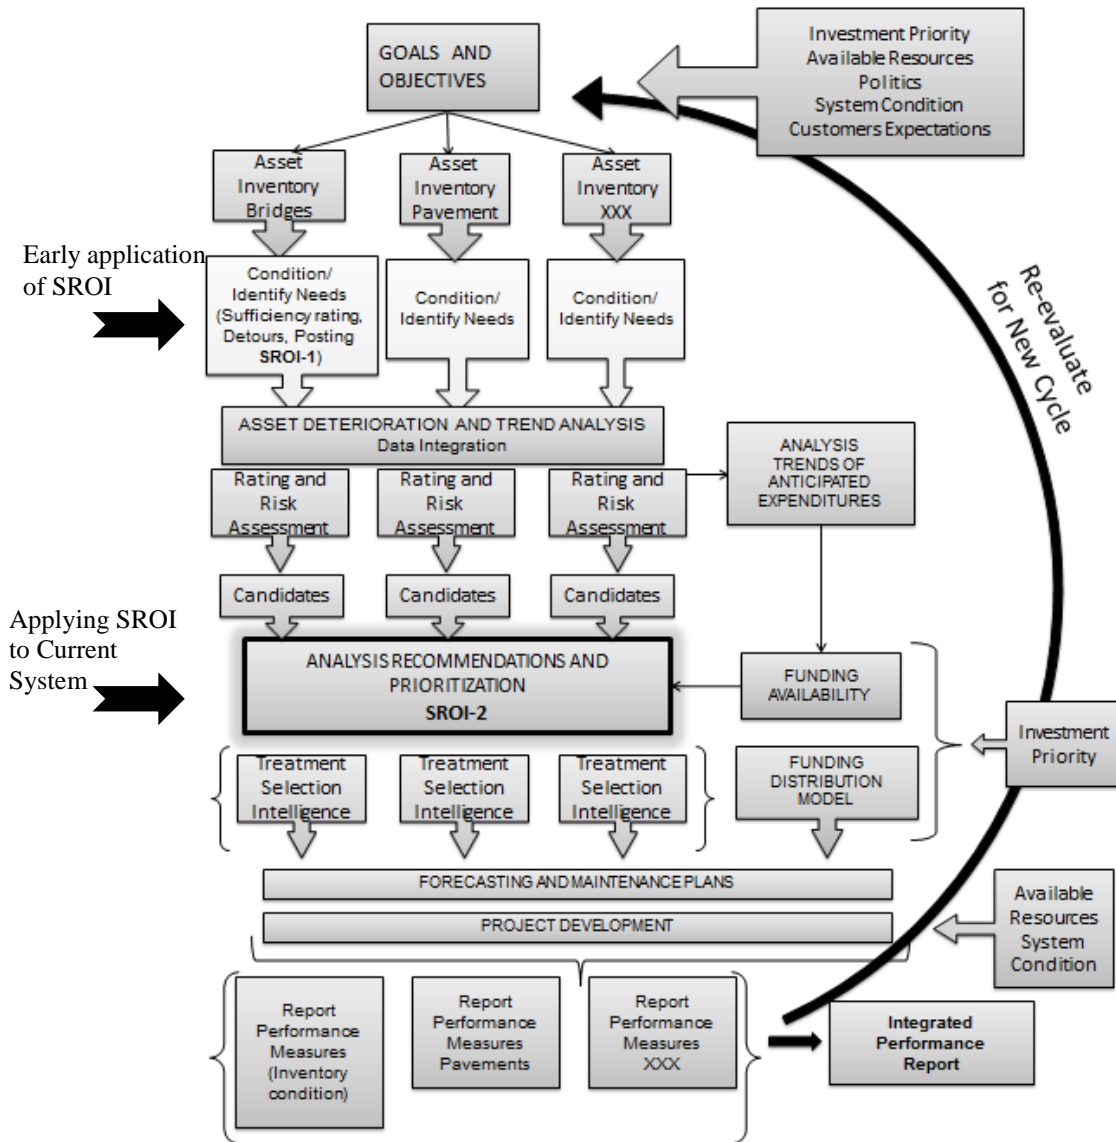 GOALS AND
OBJECTIVES
Investment Priority
Available Resources
Politics
System Condition
Customers Expectations
Asset
Inventory
Bridges
Asset
Inventory
Pavement
Asset
Inventory
XXX
Early application
of SROI
Condition/
Identify Needs
(Sufficiency rating,
Detours, Posting
SROI-1)
Condition/
Identify Needs
Condition/
Identify Needs
Re-evaluate
for New Cycle
ASSET DETERIORATION AND TREND ANALYSIS
Data Integration
ANALYSIS
TRENDS OF
ANTICIPATED
EXPENDITURES
Rating and
Risk
Assessment
Rating and
Risk
Assessment
Rating and
Risk
Assessment
Candidates
Candidates
Candidates
Applying SROI
to Current
System
ANALYSIS RECOMMENDATIONS AND
PRIORITIZATION
SROI-2
FUNDING
AVAILABILITY
Investment
Priority
Treatment
Selection
Intelligence
Treatment
Selection
Intelligence
Treatment
Selection
Intelligence
FUNDING
DISTRIBUTION
MODEL
FORECASTING AND MAINTENANCE PLANS
PROJECT DEVELOPMENT
Available
Resources
System
Condition
Report
Performance
Measures
(Inventory
condition)
Report
Performance
Measures
Pavements
Report
Performance
Measures
XXX
Integrated
Performance
Report